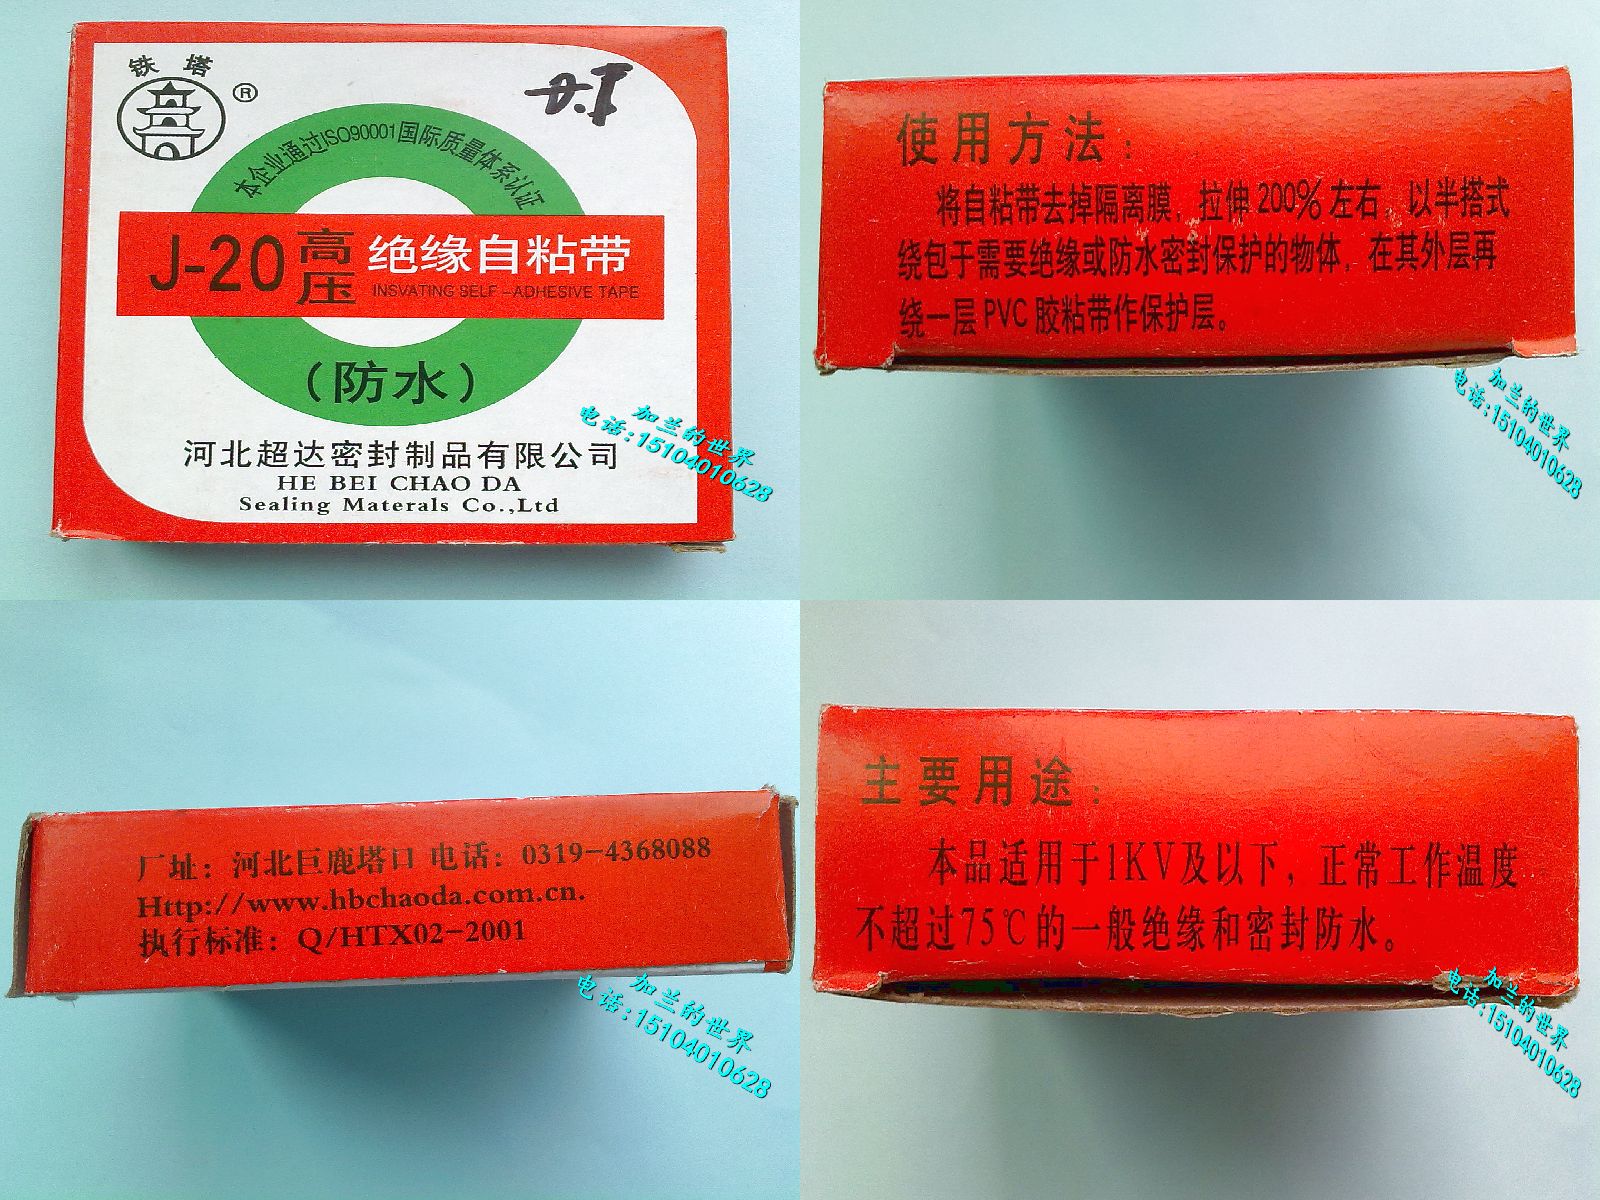 铁塔
®
本企业通过ISO90001国际质量体系认证
J-20高压绝缘自粘带
INSVATING SELF-ADHESIVE TAPE
(防水)
河北超达密封制品有限公司
HE BEI CHAO DA
Sealing Materals Co.,Ltd
加兰的世界
电话:15104010628
使用方法:
将自粘带去掉隔离膜, 拉伸200%左右, 以半搭式
绕包于需要绝缘或防水密封保护的物体, 在其外层再
绕一层PVC胶粘带作保护层。
加兰的世界
电话:15104010628
厂址: 河北巨鹿塔口 电话: 0319-4368088
Http://www.hbchaoda.com.cn.
执行标准: Q/HTX02-2001
加兰的世界
电话:15104010628
主要用途:
本品适用于1KV及以下, 正常工作温度
不超过75℃的一般绝缘和密封防水。
加兰的世界
电话:15104010628